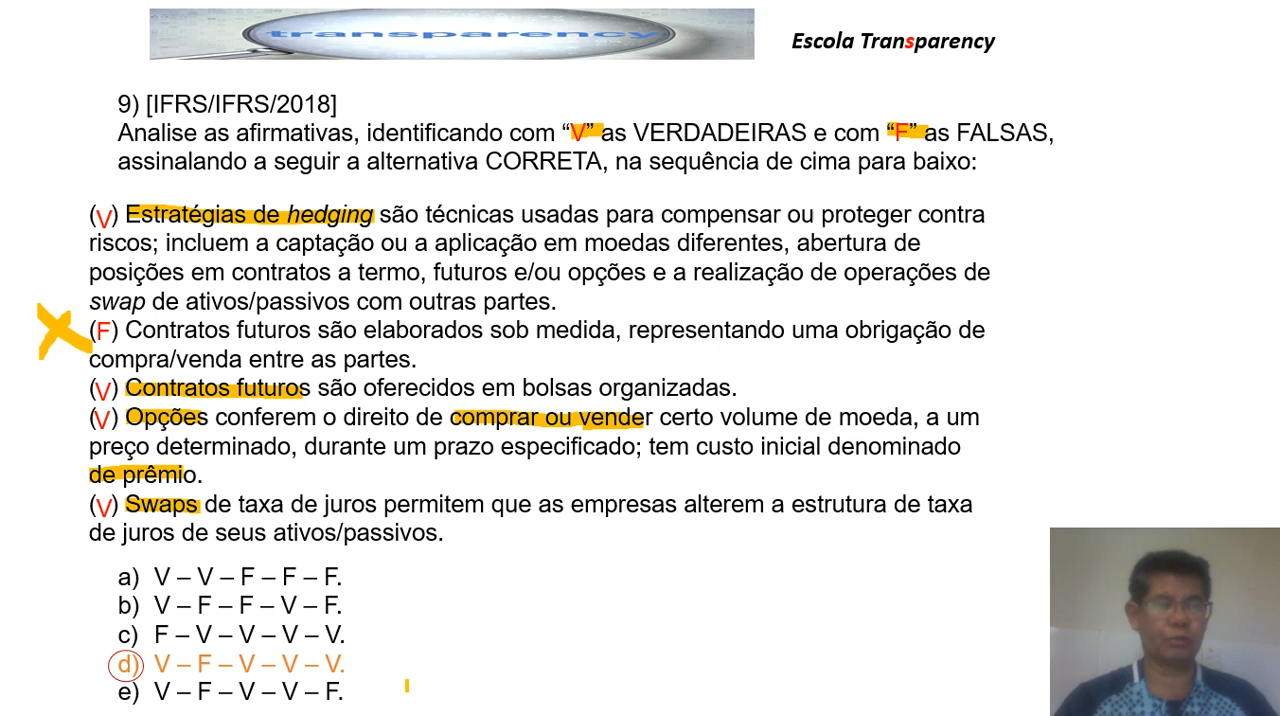 transparency
Escola Transparency
9) [IFRS/IFRS/2018]
Analise as afirmativas, identificando com “V” as VERDADEIRAS e com “F” as FALSAS,
assinalando a seguir a alternativa CORRETA, na sequência de cima para baixo:
(V) Estratégias de hedging são técnicas usadas para compensar ou proteger contra
riscos; incluem a captação ou a aplicação em moedas diferentes, abertura de
posições em contratos a termo, futuros e/ou opções e a realização de operações de
swap de ativos/passivos com outras partes.
(F) Contratos futuros são elaborados sob medida, representando uma obrigação de
compra/venda entre as partes.
(V) Contratos futuros são oferecidos em bolsas organizadas.
(V) Opções conferem o direito de comprar ou vender certo volume de moeda, a um
preço determinado, durante um prazo especificado; tem custo inicial denominado
de prêmio.
(V) Swaps de taxa de juros permitem que as empresas alterem a estrutura de taxa
de juros de seus ativos/passivos.
a) V – V – F – F – F.
b) V – F – F – V – F.
c) F – V – V – V – V.
d) V – F – V – V – V.
e) V – F – V – V – F.